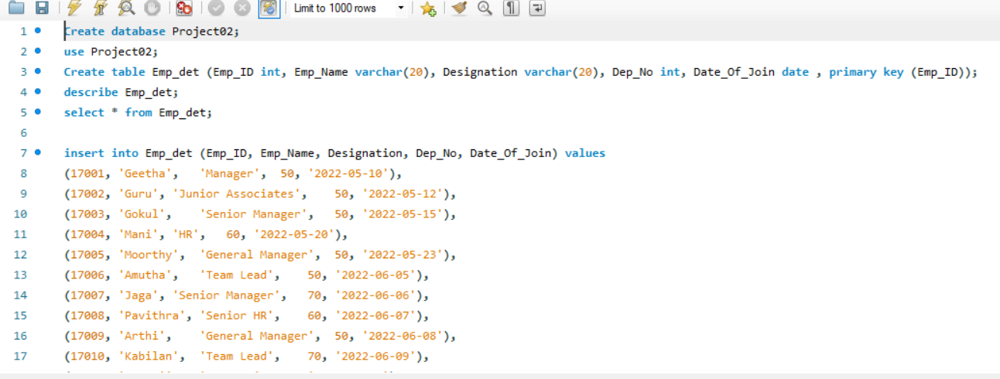 Limit to 1000 rows
1 Create database Project02;
2 use Project02;
3 Create table Emp_det (Emp_ID int, Emp_Name varchar(20), Designation varchar(20), Dep_No int, Date_Of_Join date , primary key (Emp_ID));
4 describe Emp_det;
5 select * from Emp_det;
6
7 insert into Emp_det (Emp_ID, Emp_Name, Designation, Dep_No, Date_Of_Join) values
8 (17001, 'Geetha',   'Manager',  50, '2022-05-10'),
9 (17002, 'Guru', 'Junior Associates',    50, '2022-05-12'),
10 (17003, 'Gokul',    'Senior Manager',   50, '2022-05-15'),
11 (17004, 'Mani', 'HR',   60, '2022-05-20'),
12 (17005, 'Moorthy',  'General Manager',  50, '2022-05-23'),
13 (17006, 'Amutha',   'Team Lead',    50, '2022-06-05'),
14 (17007, 'Jaga', 'Senior Manager',   70, '2022-06-06'),
15 (17008, 'Pavithra', 'Senior HR',    60, '2022-06-07'),
16 (17009, 'Arthi',    'General Manager',  50, '2022-06-08'),
17 (17010, 'Kabilan',  'Team Lead',    70, '2022-06-09'),